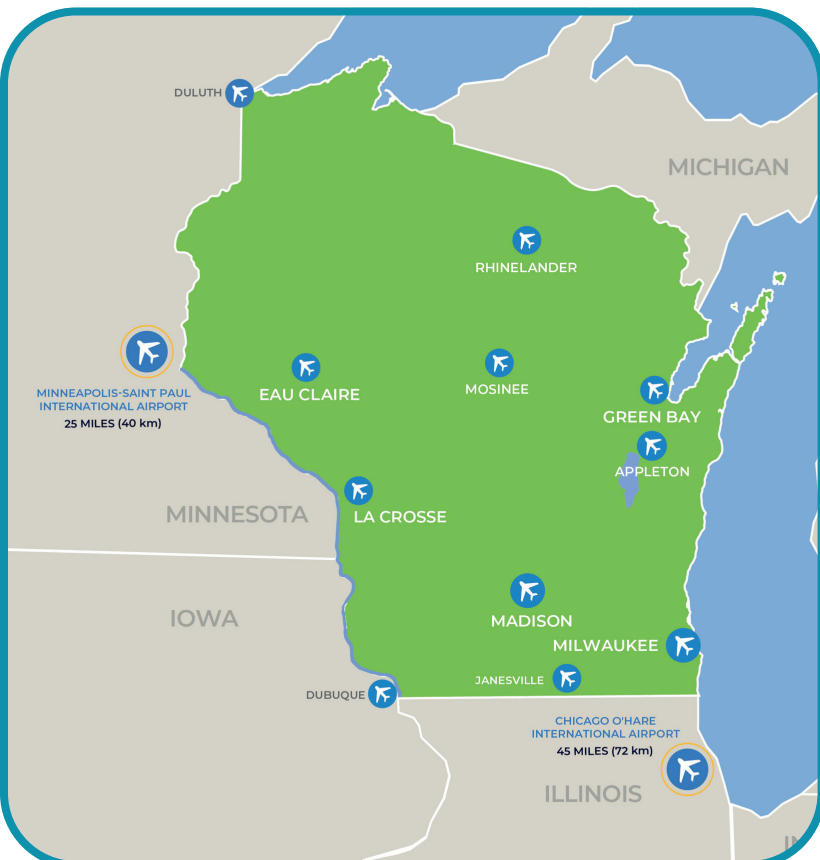 DULUTH
MICHIGAN
RHINELANDER
MINNEAPOLIS-SAINT PAUL
INTERNATIONAL AIRPORT
25 MILES (40 km)
EAU CLAIRE
MOSINEE
GREEN BAY
APPLETON
MINNESOTA
LA CROSSE
IOWA
MADISON
MILWAUKEE
JANESVILLE
DUBUQUE
CHICAGO O'HARE
INTERNATIONAL AIRPORT
45 MILES (72 km)
ILLINOIS